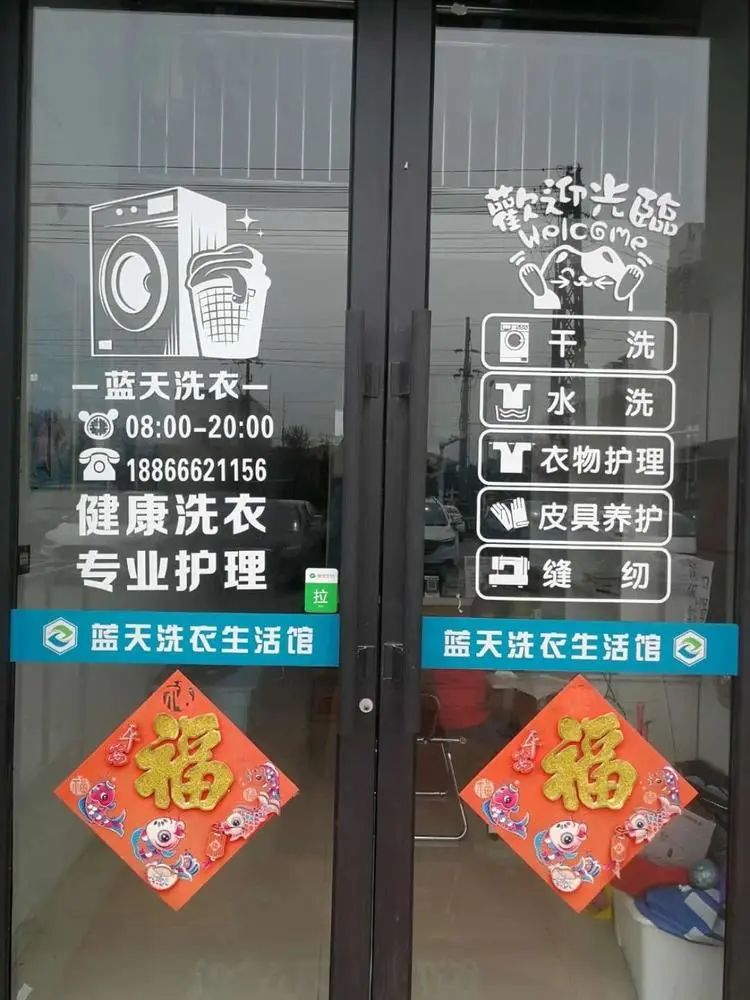 蓝天洗衣
08:00-20:00
18866621156
健康洗衣
专业护理
拉
蓝天洗衣生活馆
福
歡迎光臨
Welcome
干洗
水洗
衣物护理
皮具养护
缝纫
蓝天洗衣生活馆
福